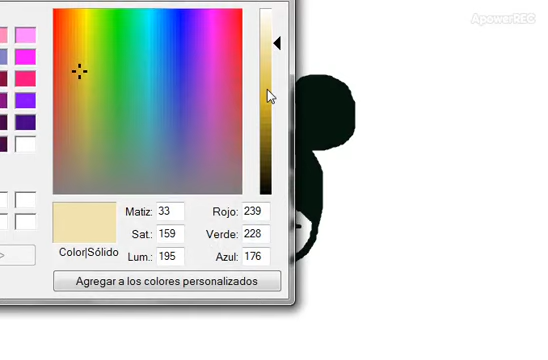 ApowerREC
Matiz: 33 Rojo: 239
Sat.: 159 Verde: 228
Color|Sólido Lum.: 195 Azul: 176
>
Agregar a los colores personalizados